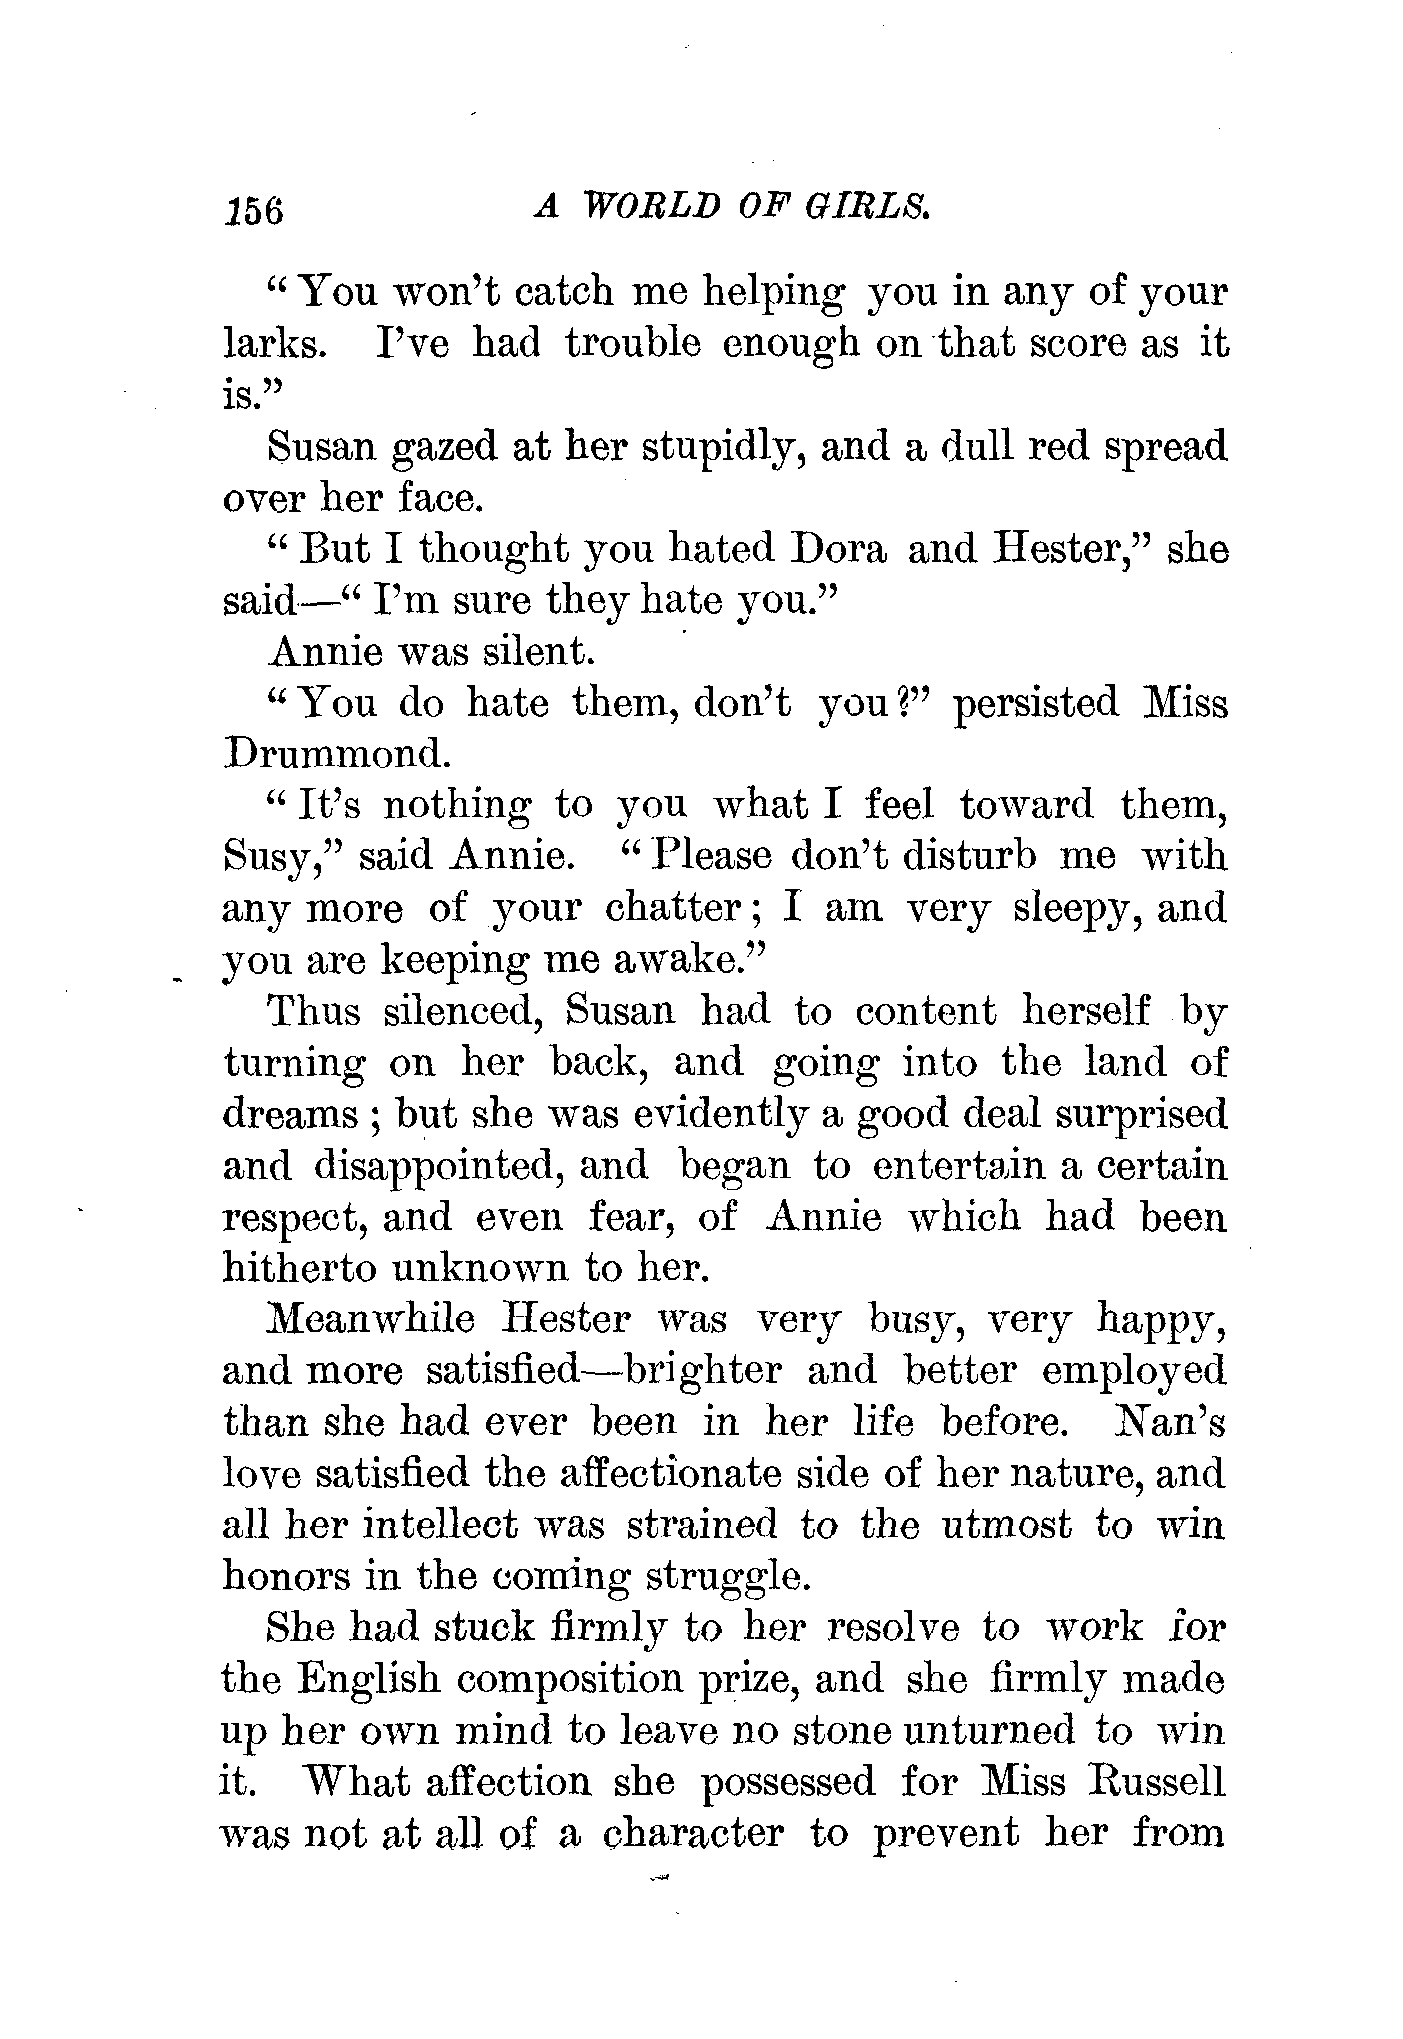 156 A WORLD OF GIRLS.
“You won’t catch me helping you in any of your
larks. I’ve had trouble enough on that score as it
is.”
Susan gazed at her stupidly, and a dull red spread
over her face.
“But I thought you hated Dora and Hester,” she
said—“I’m sure they hate you.”
Annie was silent.
“You do hate them, don’t you?” persisted Miss
Drummond.
“It’s nothing to you what I feel toward them,
Susy,” said Annie. “Please don’t disturb me with
any more of your chatter; I am very sleepy, and
you are keeping me awake.”
Thus silenced, Susan had to content herself by
turning on her back, and going into the land of
dreams; but she was evidently a good deal surprised
and disappointed, and began to entertain a certain
respect, and even fear, of Annie which had been
hitherto unknown to her.
Meanwhile Hester was very busy, very happy,
and more satisfied—brighter and better employed
than she had ever been in her life before. Nan’s
love satisfied the affectionate side of her nature, and
all her intellect was strained to the utmost to win
honors in the coming struggle.
She had stuck firmly to her resolve to work for
the English composition prize, and she firmly made
up her own mind to leave no stone unturned to win
it. What affection she possessed for Miss Russell
was not at all of a character to prevent her from